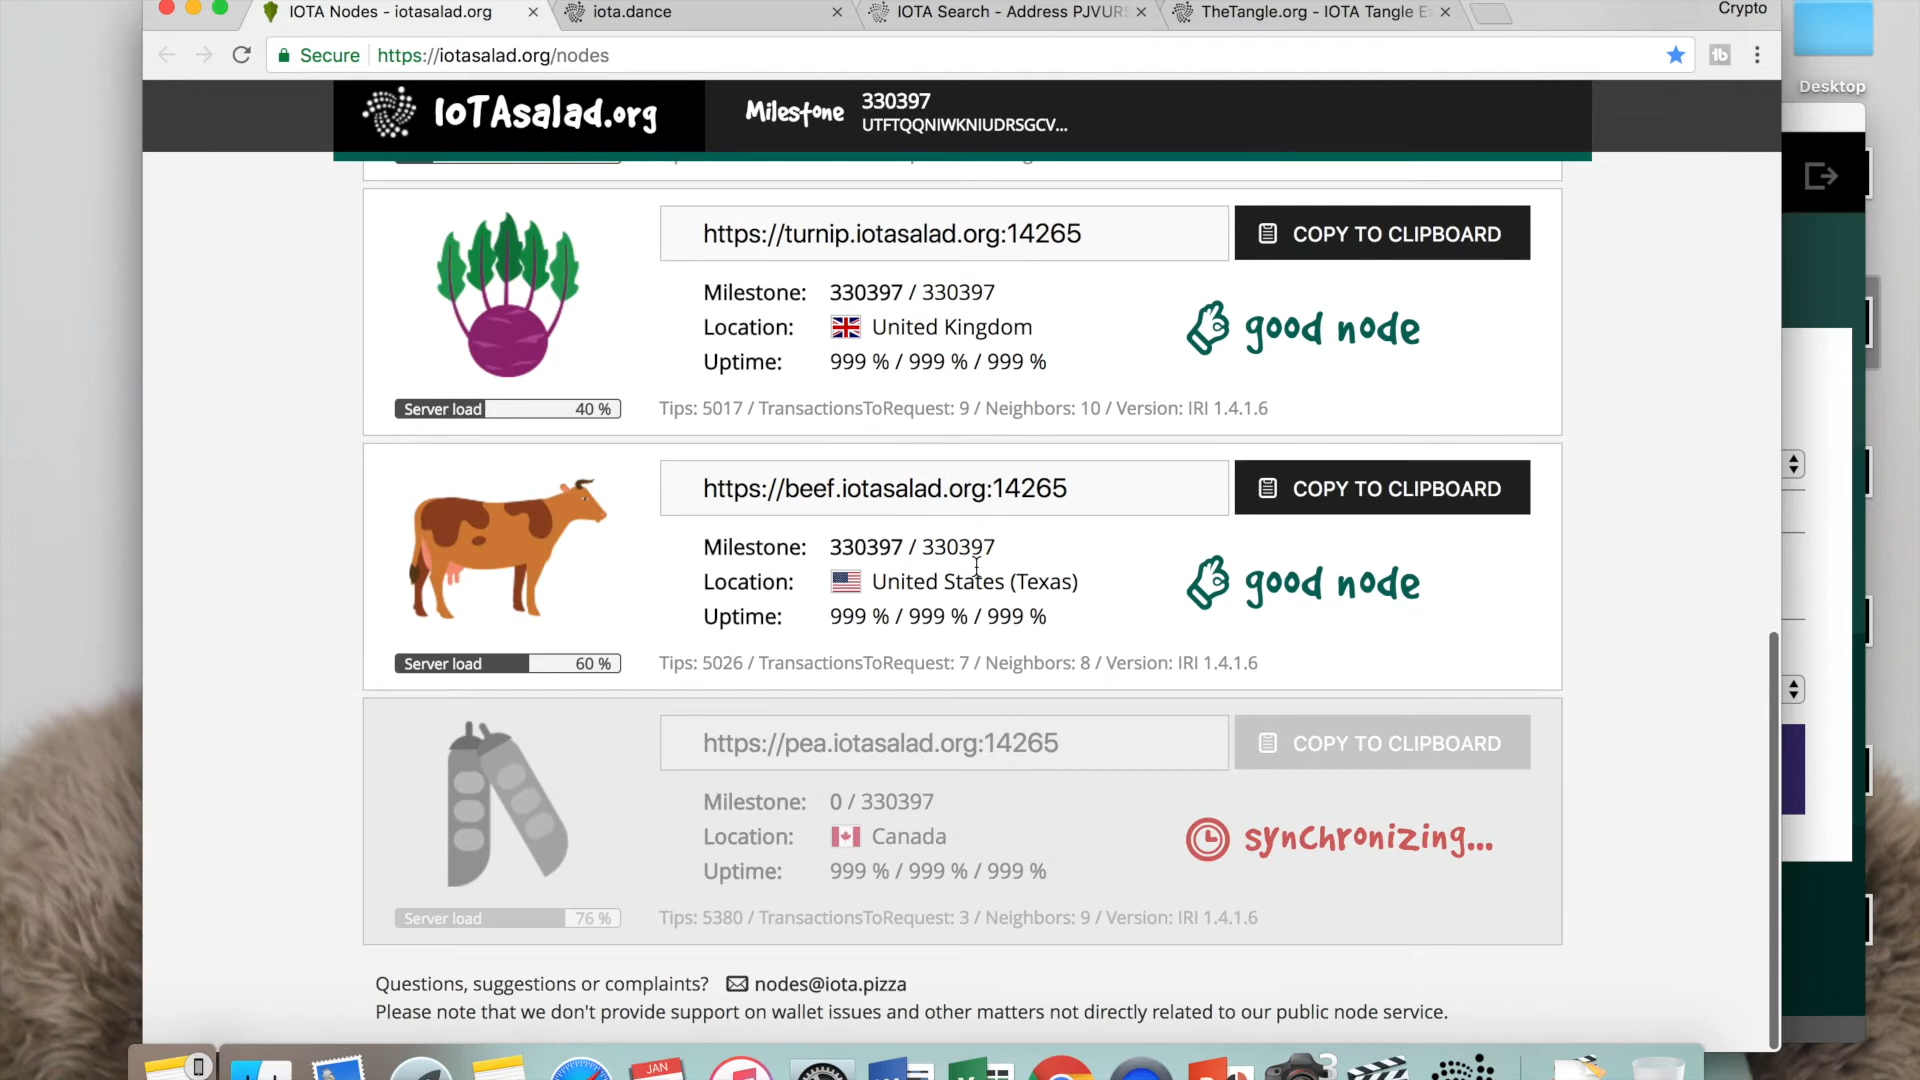 IOTA Nodes - iotasalad.org
iota.dance
IOTA Search - Address PJVURS
TheTangle.org - IOTA Tangle E
Crypto
Secure https://iotasalad.org/nodes
Desktop
IoTAsalad.org
Milestone
330397
UTFTQQNIWKNIUDRSGCV...
https://turnip.iotasalad.org:14265
COPY TO CLIPBOARD
Milestone: 330397 / 330397
Location: United Kingdom
Uptime: 999 % / 999 % / 999 %
good node
Server load 40 %
Tips: 5017 / TransactionsToRequest: 9 / Neighbors: 10 / Version: IRI 1.4.1.6
https://beef.iotasalad.org:14265
COPY TO CLIPBOARD
Milestone: 330397 / 330397
Location: United States (Texas)
Uptime: 999 % / 999 % / 999 %
good node
Server load 60 %
Tips: 5026 / TransactionsToRequest: 7 / Neighbors: 8 / Version: IRI 1.4.1.6
https://pea.iotasalad.org:14265
COPY TO CLIPBOARD
Milestone: 0 / 330397
Location: Canada
Uptime: 999 % / 999 % / 999 %
synchronizing...
Server load 76 %
Tips: 5380 / TransactionsToRequest: 3 / Neighbors: 9 / Version: IRI 1.4.1.6
Questions, suggestions or complaints? nodes@iota.pizza
Please note that we don't provide support on wallet issues and other matters not directly related to our public node service.
JAN
3